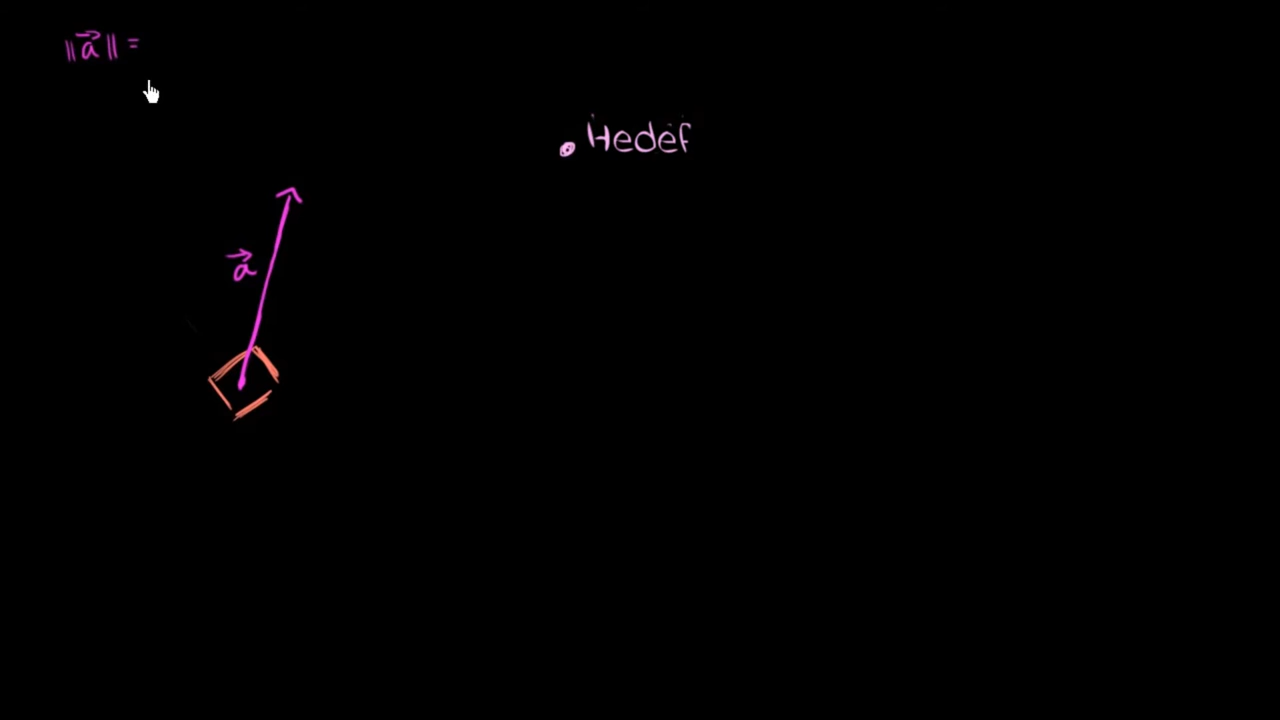 ‖a⃗‖ =
Hedef
a⃗